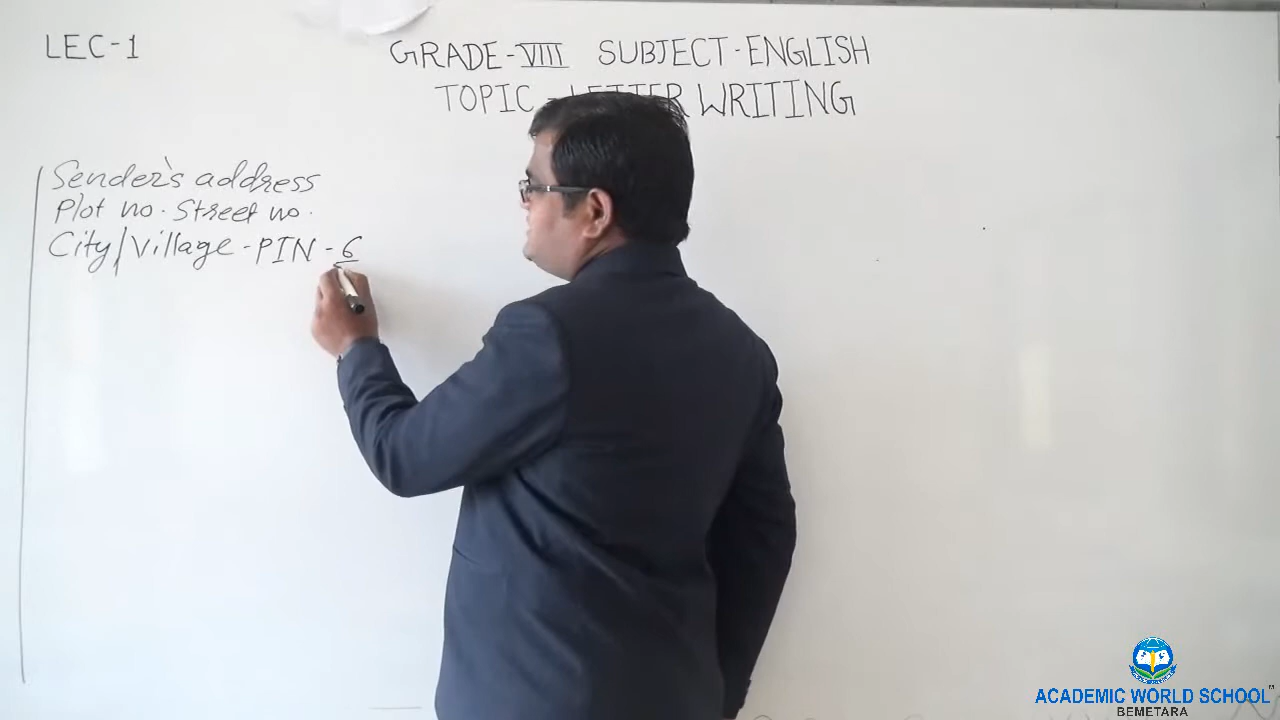 LEC-1
GRADE-VIII SUBJECT-ENGLISH
TOPIC - LETTER WRITING
Sender's address
Plot no. Street no.
City/Village - PIN - 6
ACADEMIC WORLD SCHOOL™
BEMETARA